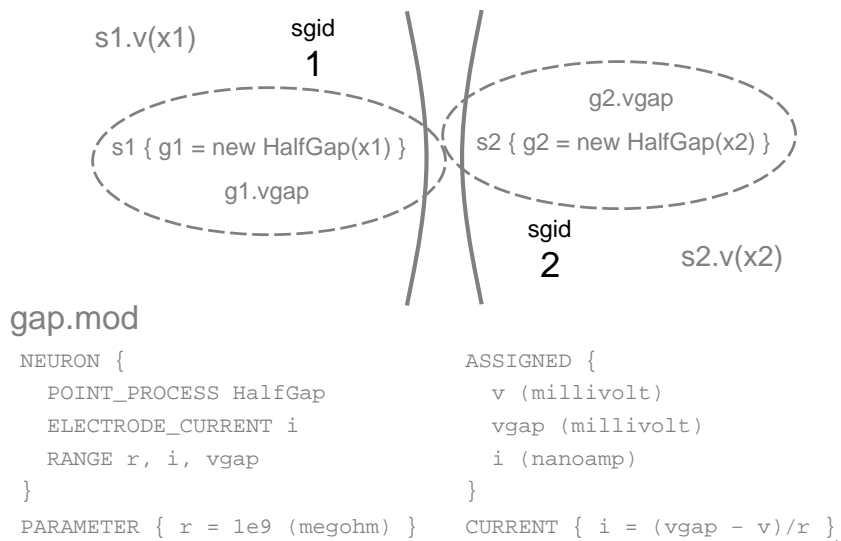 s1.v(x1)
sgid
1
g2.vgap
s1 { g1 = new HalfGap(x1) }
s2 { g2 = new HalfGap(x2) }
g1.vgap
sgid
2
s2.v(x2)
gap.mod
NEURON {
POINT_PROCESS HalfGap
ELECTRODE_CURRENT i
RANGE r, i, vgap
}
PARAMETER { r = 1e9 (megohm) }
ASSIGNED {
v (millivolt)
vgap (millivolt)
i (nanoamp)
}
CURRENT { i = (vgap – v)/r }